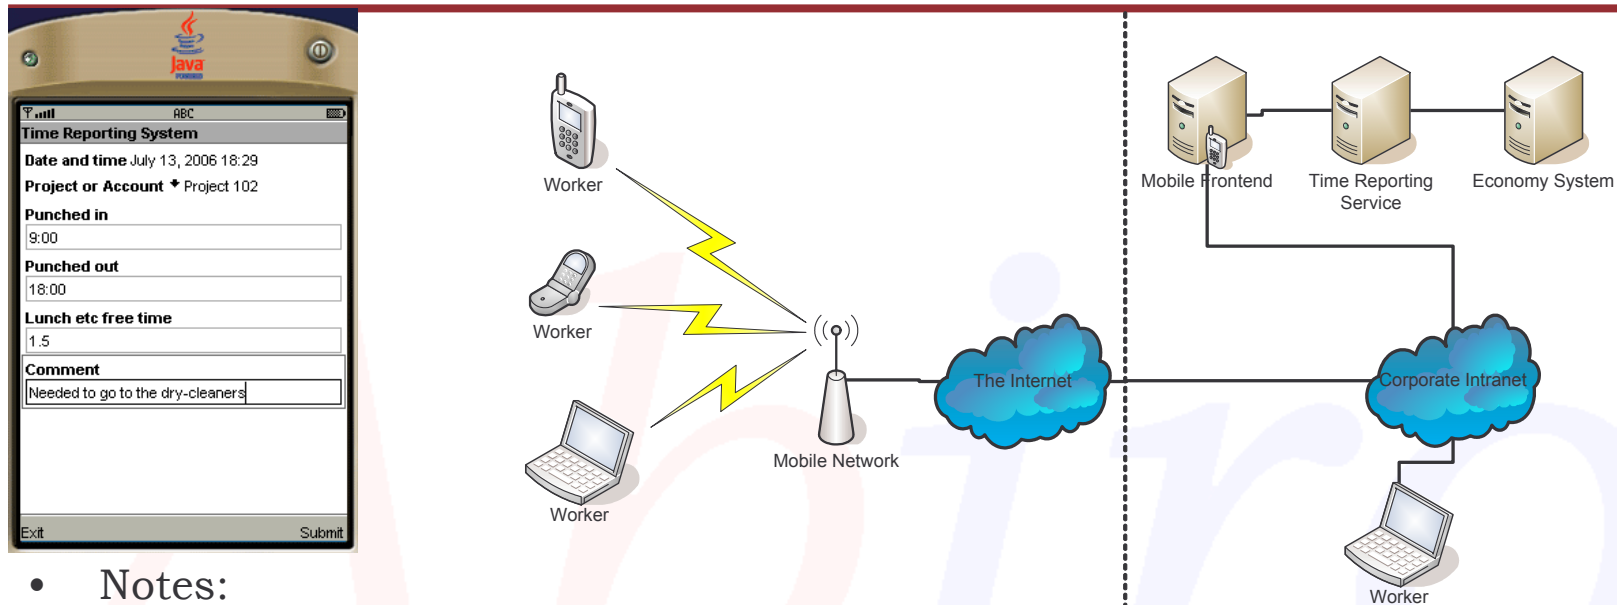 Java
POWERED
ABC
Time Reporting System
Date and time July 13, 2006 18:29
Project or Account Project 102
Punched in
9:00
Punched out
18:00
Lunch etc free time
1.5
Comment
Needed to go to the dry-cleaners
Exit Submit
• Notes:
Worker
Worker
Worker
Mobile Network
The Internet
Mobile Frontend
Time Reporting
Service
Economy System
Corporate Intranet
Worker
Abiro